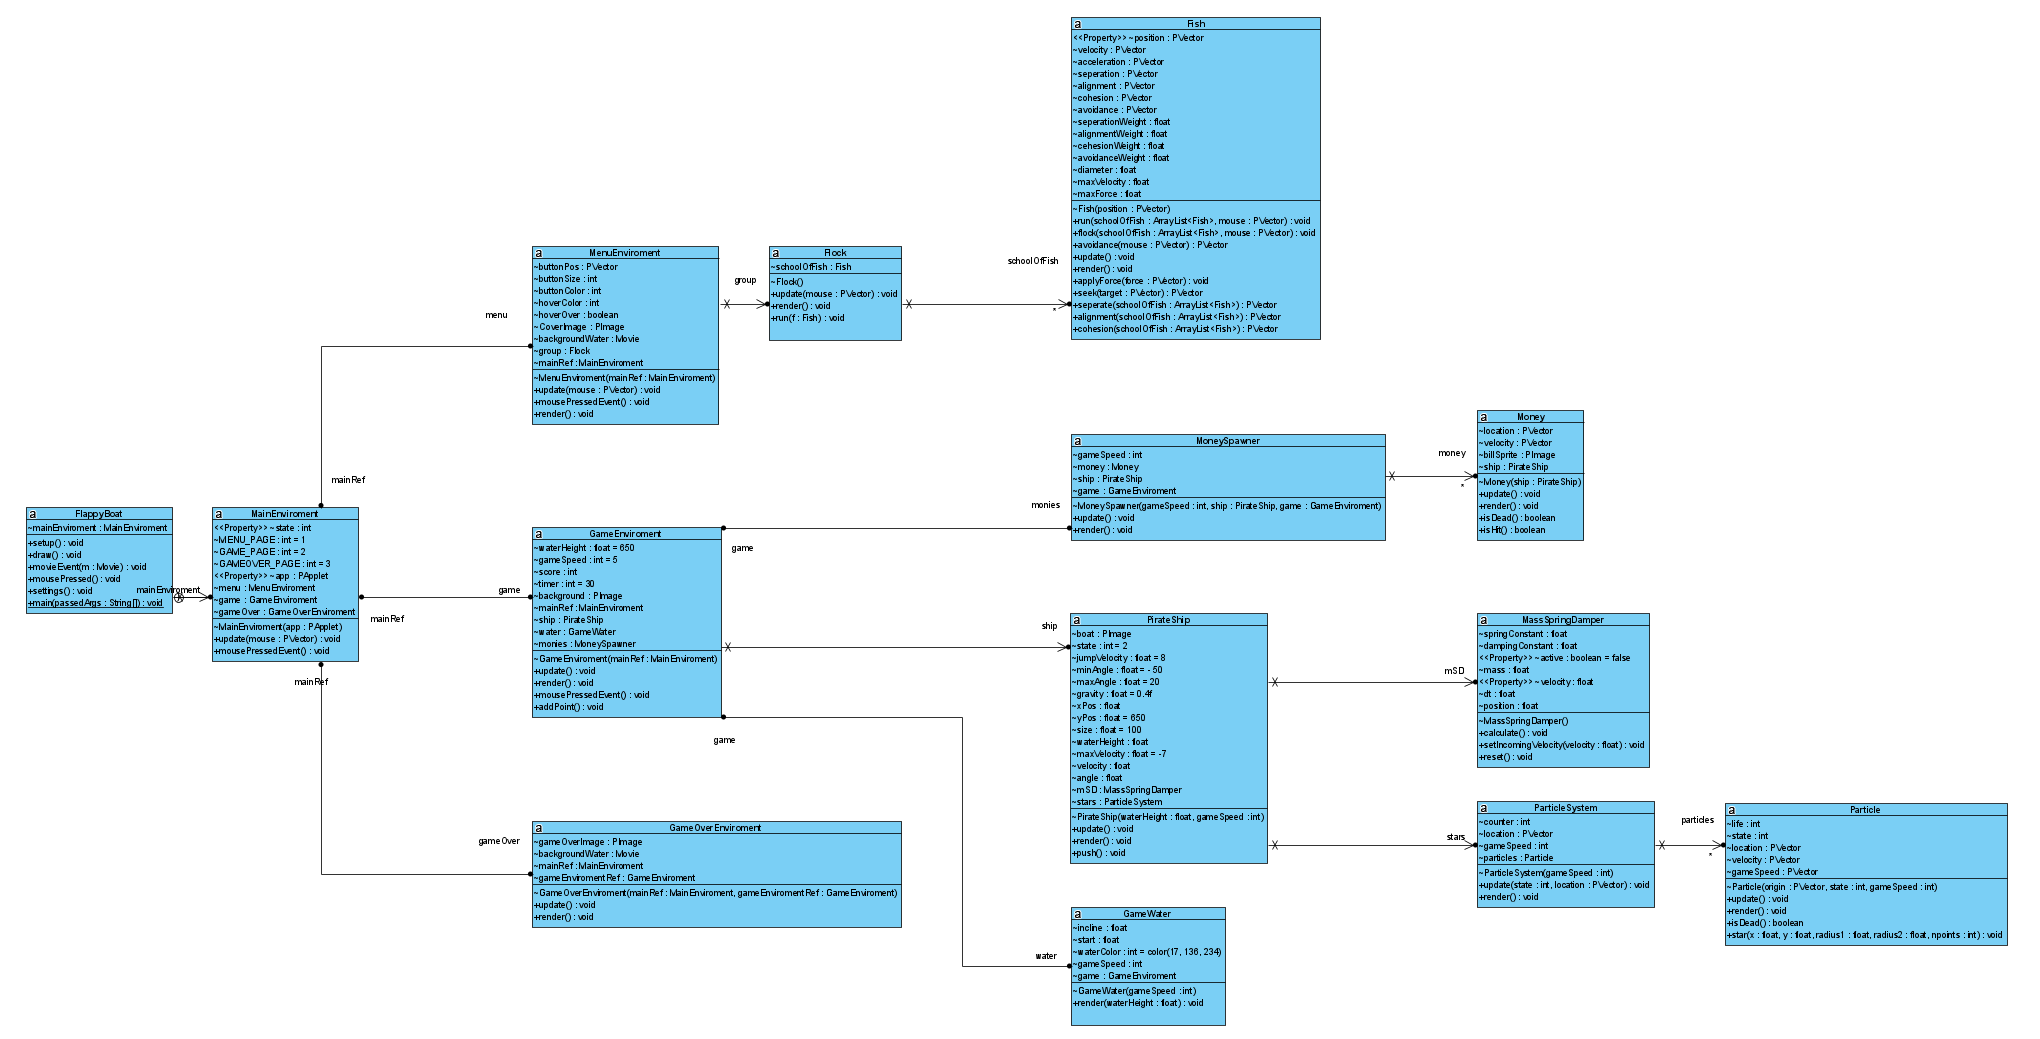 a Fish
<<Property>> ~position : PVector
~velocity : PVector
~acceleration : PVector
~seperation : PVector
~alignment : PVector
~cohesion : PVector
~avoidance : PVector
~seperationWeight : float
~alignmentWeight : float
~cehesionWeight : float
~avoidanceWeight : float
~diameter : float
~maxVelocity : float
~maxForce : float
~Fish(position : PVector)
+run(schoolOfFish : ArrayList<Fish>, mouse : PVector) : void
+flock(schoolOfFish : ArrayList<Fish>, mouse : PVector) : void
+avoidance(mouse : PVector) : PVector
+update() : void
+render() : void
+applyForce(force : PVector) : void
+seek(target : PVector) : PVector
+seperate(schoolOfFish : ArrayList<Fish>) : PVector
+alignment(schoolOfFish : ArrayList<Fish>) : PVector
+cohesion(schoolOfFish : ArrayList<Fish>) : PVector
a MenuEnviroment
~buttonPos : PVector
~buttonSize : int
~buttonColor : int
~hoverColor : int
~hoverOver : boolean
~CoverImage : PImage
~backgroundWater : Movie
~group : Flock
~mainRef : MainEnviroment
~MenuEnviroment(mainRef : MainEnviroment)
+update(mouse : PVector) : void
+mousePressedEvent() : void
+render() : void
group
a Flock
~schoolOfFish : Fish
~Flock()
+update(mouse : PVector) : void
+render() : void
+run(f : Fish) : void
schoolOfFish
*
menu
mainRef
a FlappyBoat
~mainEnviroment : MainEnviroment
+setup() : void
+draw() : void
+movieEvent(m : Movie) : void
+mousePressed() : void
+settings() : void
+main(passedArgs : String[]) : void
mainEnviroment
a MainEnviroment
<<Property>> ~state : int
~MENU_PAGE : int = 1
~GAME_PAGE : int = 2
~GAMEOVER_PAGE : int = 3
<<Property>> ~app : PApplet
~menu : MenuEnviroment
~game : GameEnviroment
~gameOver : GameOverEnviroment
~MainEnviroment(app : PApplet)
+update(mouse : PVector) : void
+mousePressedEvent() : void
mainRef
game
mainRef
gameOver
a GameEnviroment
~waterHeight : float = 650
~gameSpeed : int = 5
~score : int
~timer : int = 30
~background : PImage
~mainRef : MainEnviroment
~ship : PirateShip
~water : GameWater
~monies : MoneySpawner
~GameEnviroment(mainRef : MainEnviroment)
+update() : void
+render() : void
+mousePressedEvent() : void
+addPoint() : void
game
monies
ship
game
water
a MoneySpawner
~gameSpeed : int
~money : Money
~ship : PirateShip
~game : GameEnviroment
~MoneySpawner(gameSpeed : int, ship : PirateShip, game : GameEnviroment)
+update() : void
+render() : void
money
*
a Money
~location : PVector
~velocity : PVector
~billSprite : PImage
~ship : PirateShip
~Money(ship : PirateShip)
+update() : void
+render() : void
+isDead() : boolean
+isHit() : boolean
a PirateShip
~boat : PImage
~state : int = 2
~jumpVelocity : float = 8
~minAngle : float = -50
~maxAngle : float = 20
~gravity : float = 0.4f
~xPos : float
~yPos : float = 650
~size : float = 100
~waterHeight : float
~maxVelocity : float = -7
~velocity : float
~angle : float
~mSD : MassSpringDamper
~stars : ParticleSystem
~PirateShip(waterHeight : float, gameSpeed : int)
+update() : void
+render() : void
+push() : void
mSD
stars
a MassSpringDamper
~springConstant : float
~dampingConstant : float
<<Property>> ~active : boolean = false
~mass : float
<<Property>> ~velocity : float
~dt : float
~position : float
~MassSpringDamper()
+calculate() : void
+setIncomingVelocity(velocity : float) : void
+reset() : void
a ParticleSystem
~counter : int
~location : PVector
~gameSpeed : int
~particles : Particle
~ParticleSystem(gameSpeed : int)
+update(state : int, location : PVector) : void
+render() : void
particles
*
a Particle
~life : int
~state : int
~location : PVector
~velocity : PVector
~gameSpeed : PVector
~Particle(origin : PVector, state : int, gameSpeed : int)
+update() : void
+render() : void
+isDead() : boolean
+star(x : float, y : float, radius1 : float, radius2 : float, npoints : int) : void
a GameOverEnviroment
~gameOverImage : PImage
~backgroundWater : Movie
~mainRef : MainEnviroment
~gameEnviromentRef : GameEnviroment
~GameOverEnviroment(mainRef : MainEnviroment, gameEnviromentRef : GameEnviroment)
+update() : void
+render() : void
a GameWater
~incline : float
~start : float
~waterColor : int = color(17, 136, 234)
~gameSpeed : int
~game : GameEnviroment
~GameWater(gameSpeed : int)
+render(waterHeight : float) : void